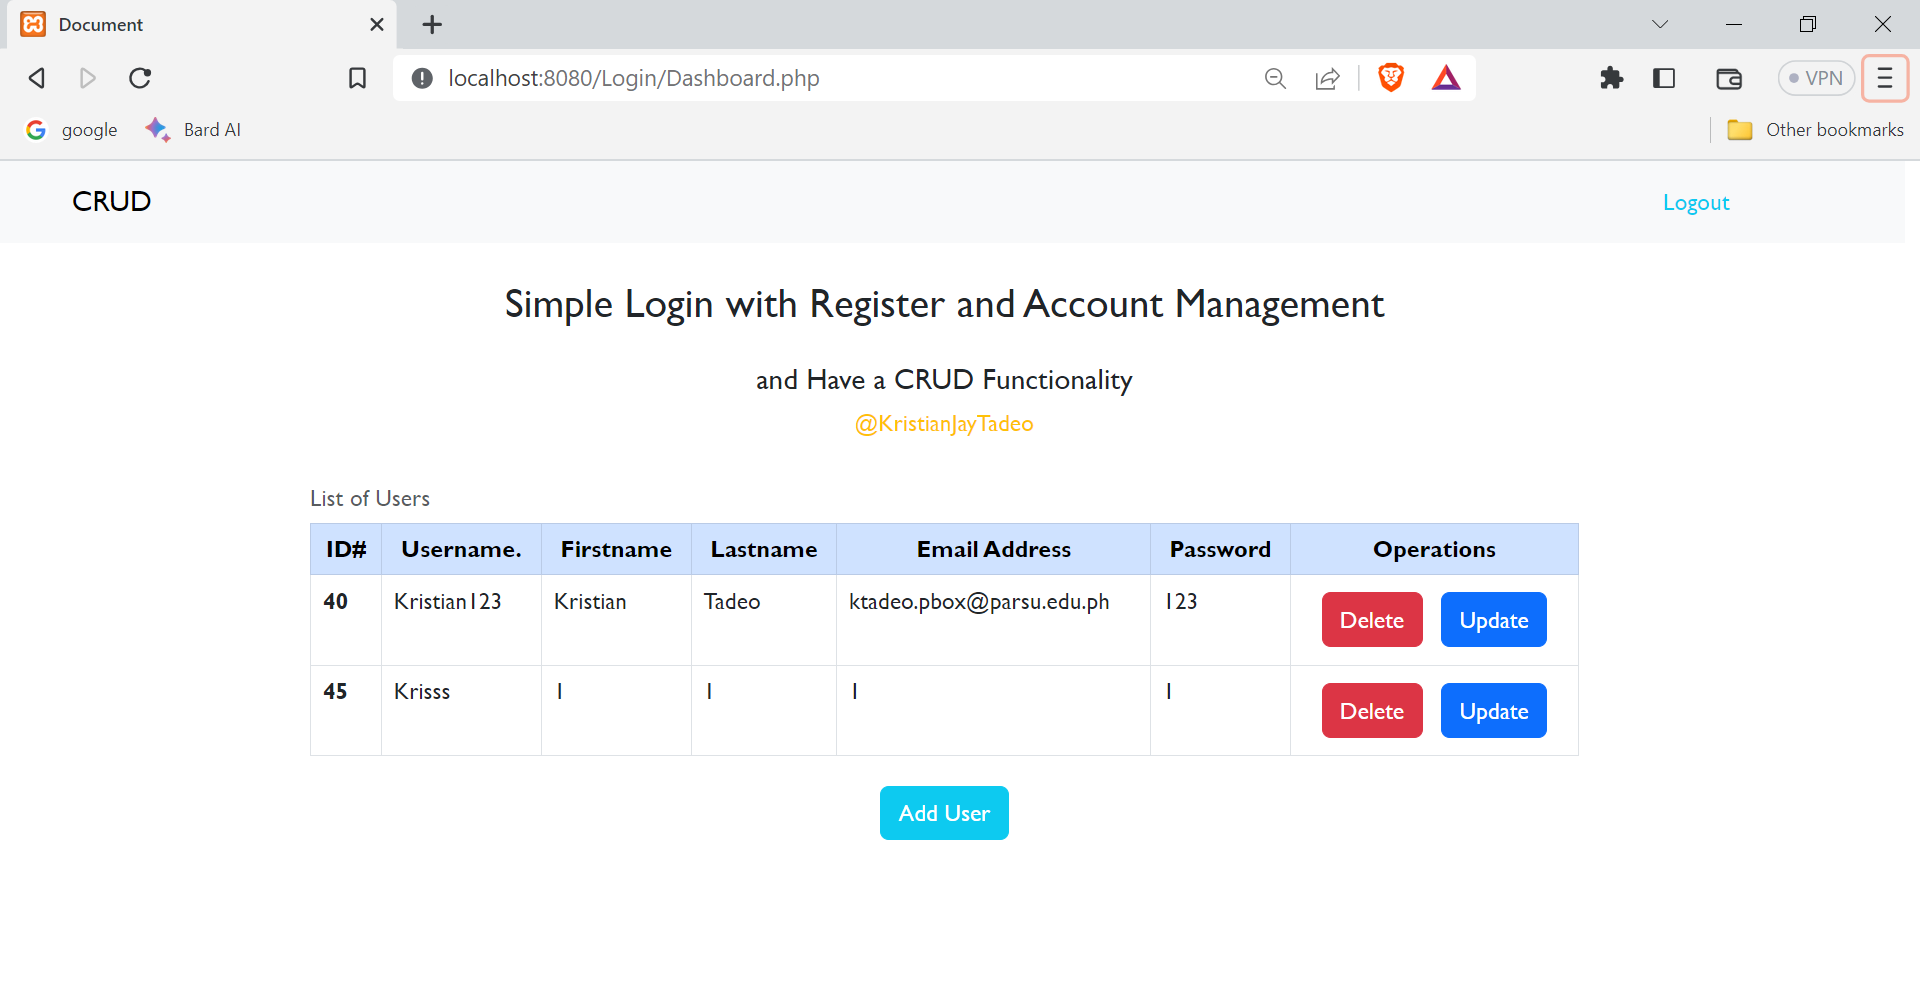 Document
localhost:8080/Login/Dashboard.php
VPN
google
Bard AI
Other bookmarks
CRUD
Logout
Simple Login with Register and Account Management
and Have a CRUD Functionality
@KristianJayTadeo
List of Users
ID# Username. Firstname Lastname Email Address Password Operations
40 Kristian123 Kristian Tadeo ktadeo.pbox@parsu.edu.ph 123 Delete Update
45 Krisss 1 1 1 1 Delete Update
Add User